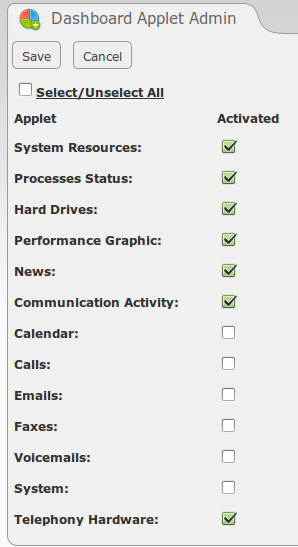 Dashboard Applet Admin
Save Cancel
Select/Unselect All
Applet Activated
System Resources:
Processes Status:
Hard Drives:
Performance Graphic:
News:
Communication Activity:
Calendar:
Calls:
Emails:
Faxes:
Voicemails:
System:
Telephony Hardware: